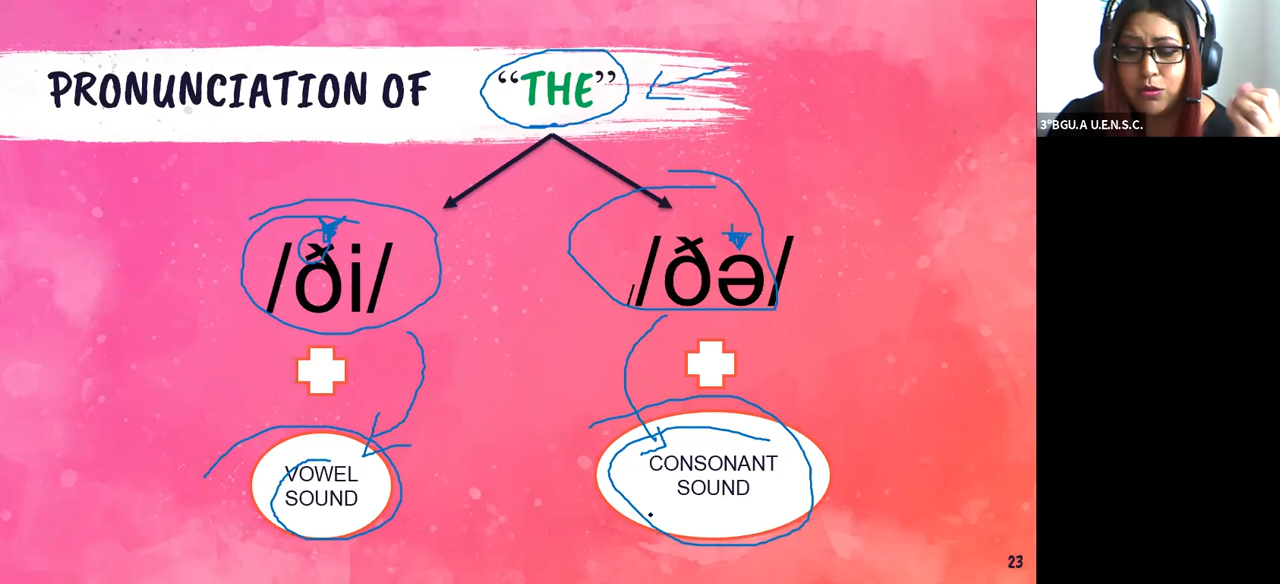 PRONUNCIATION OF “THE”
/ði/
/ðə/
VOWEL
SOUND
CONSONANT
SOUND
23
3°BGU.A U.E.N.S.C.